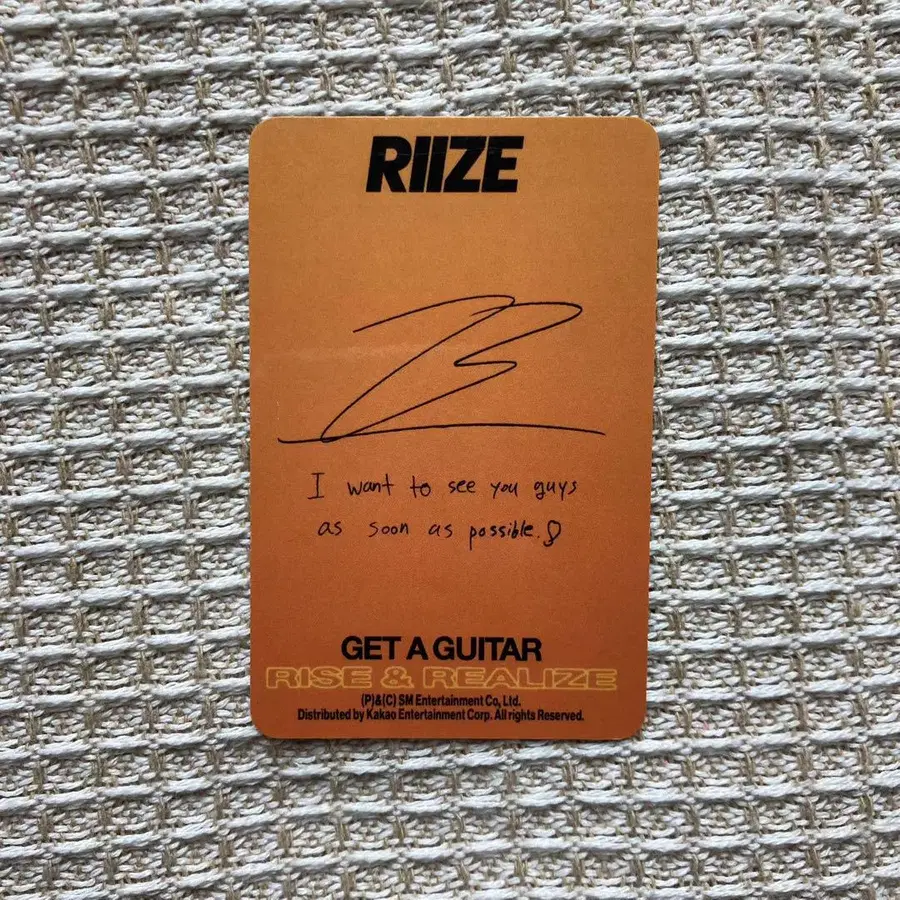 RIIZE
I want to see you guys
as soon as possible.
GET A GUITAR
RISE & REALIZE
(P)&(C) SM Entertainment Co., Ltd.
Distributed by Kakao Entertainment Corp. All rights Reserved.